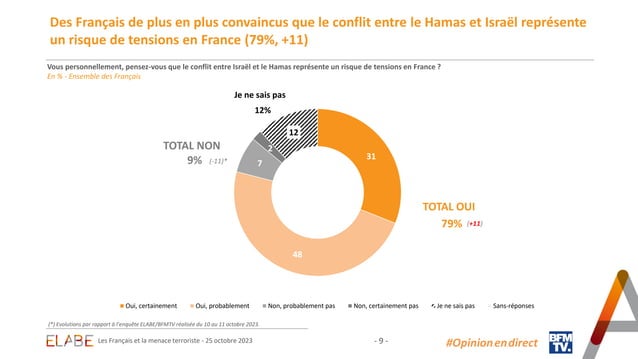 Des Français de plus en plus convaincus que le conflit entre le Hamas et Israël représente
un risque de tensions en France (79%, +11)
Vous personnellement, pensez-vous que le conflit entre Israël et le Hamas représente un risque de tensions en France ?
En % - Ensemble des Français
Je ne sais pas
12%
12
TOTAL NON
9% (-11)*
2
7
31
TOTAL OUI
79% (+11)
48
Oui, certainement Oui, probablement Non, probablement pas Non, certainement pas Je ne sais pas Sans-réponses
(*) Evolutions par rapport à l'enquête ELABE/BFMTV réalisée du 10 au 11 octobre 2023.
ELABE Les Français et la menace terroriste - 25 octobre 2023 - 9 - #Opinionendirect BFM TV.